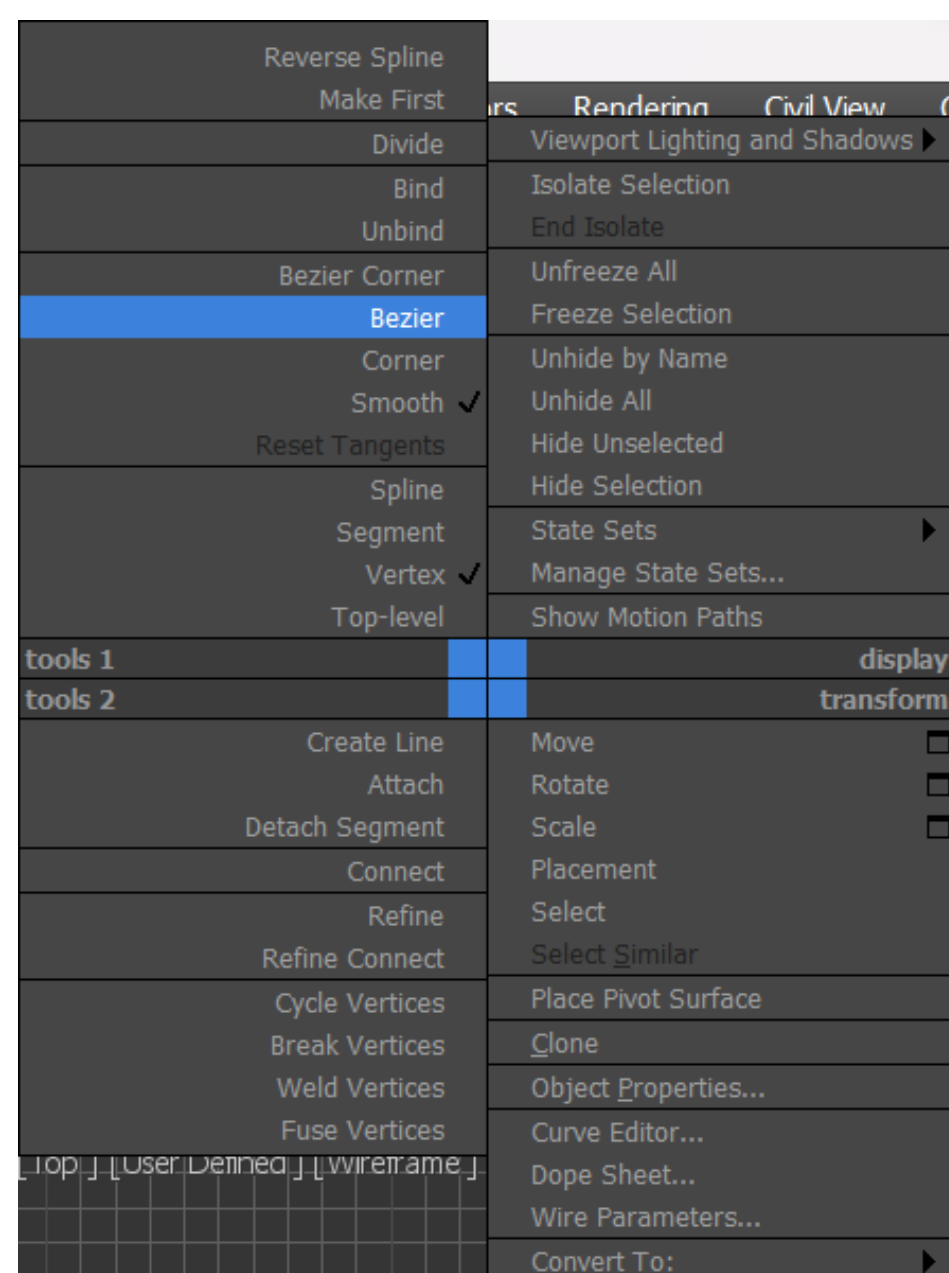 Reverse Spline
Make First
Divide
Bind
Unbind
Bezier Corner
Bezier
Corner
Smooth
Reset Tangents
Spline
Segment
Vertex
Top-level
tools 1
tools 2
Create Line
Attach
Detach Segment
Connect
Refine
Refine Connect
Cycle Vertices
Break Vertices
Weld Vertices
Fuse Vertices
[ Top ] [User Defined ] [Wireframe ]
Rendering Civil View
Viewport Lighting and Shadows
Isolate Selection
End Isolate
Unfreeze All
Freeze Selection
Unhide by Name
Unhide All
Hide Unselected
Hide Selection
State Sets
Manage State Sets...
Show Motion Paths
display
transform
Move
Rotate
Scale
Placement
Select
Select Similar
Place Pivot Surface
Clone
Object Properties...
Curve Editor...
Dope Sheet...
Wire Parameters...
Convert To: